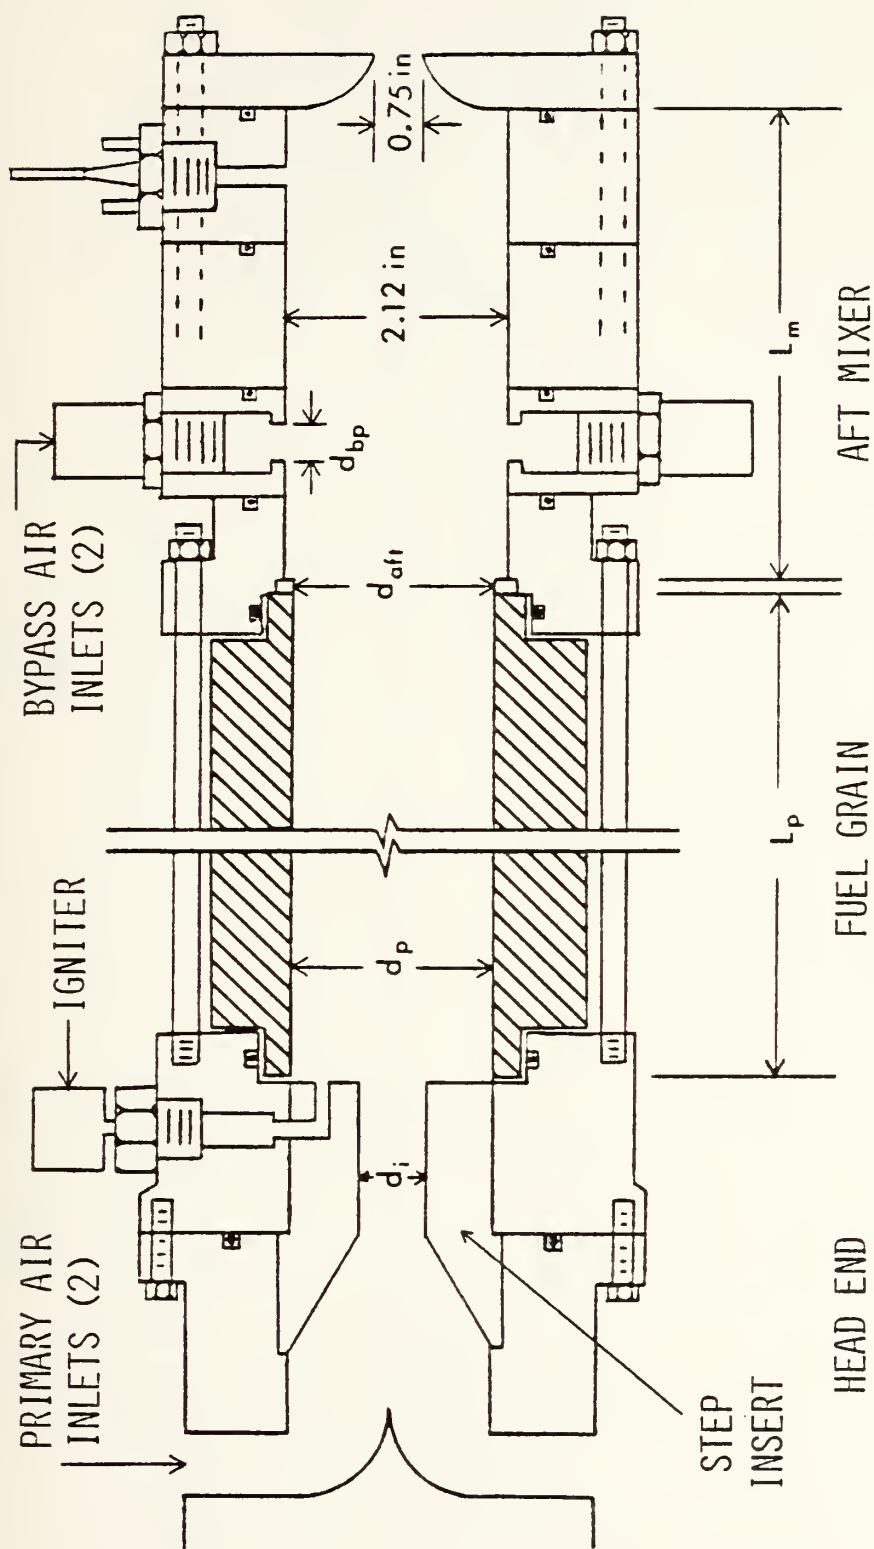 PRIMARY AIR
INLETS (2)
IGNITER
BYPASS AIR
INLETS (2)
d_i
d_p
d_aft
d_bp
2.12 in
0.75 in
STEP
INSERT
L_p
L_m
HEAD END
FUEL GRAIN
AFT MIXER